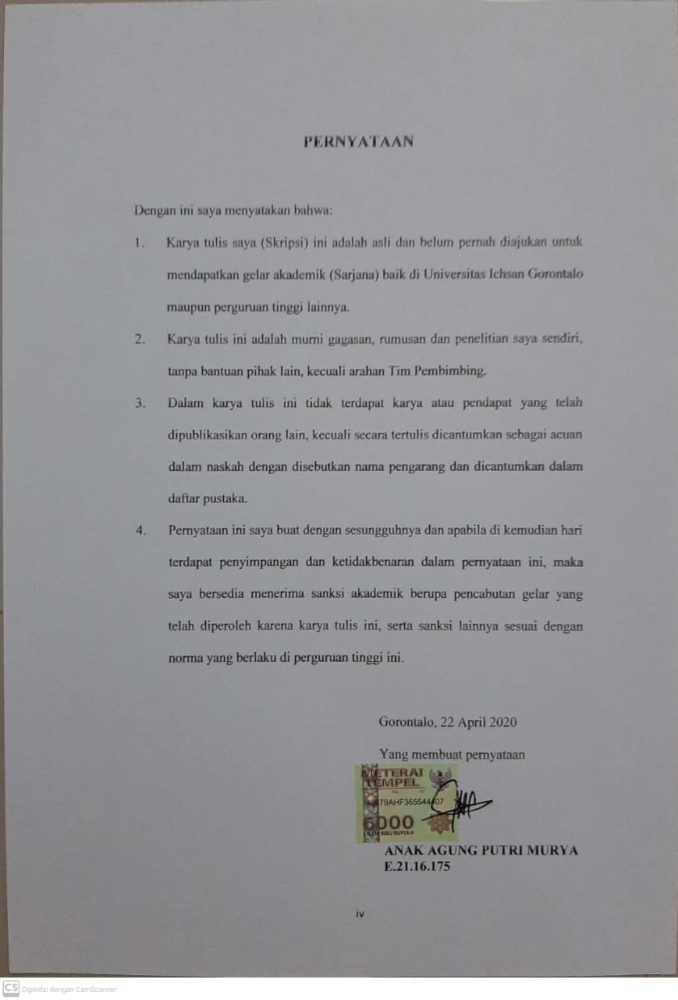 PERNYATAAN
Dengan ini saya menyatakan bahwa:
1. Karya tulis saya (Skripsi) ini adalah asli dan belum pernah diajukan untuk
mendapatkan gelar akademik (Sarjana) baik di Universitas Ichsan Gorontalo
maupun perguruan tinggi lainnya.
2. Karya tulis ini adalah murni gagasan, rumusan dan penelitian saya sendiri,
tanpa bantuan pihak lain, kecuali arahan Tim Pembimbing.
3. Dalam karya tulis ini tidak terdapat karya atau pendapat yang telah
dipublikasikan orang lain, kecuali secara tertulis dicantumkan sebagai acuan
dalam naskah dengan disebutkan nama pengarang dan dicantumkan dalam
daftar pustaka.
4. Pernyataan ini saya buat dengan sesungguhnya dan apabila di kemudian hari
terdapat penyimpangan dan ketidakbenaran dalam pernyataan ini, maka
saya bersedia menerima sanksi akademik berupa pencabutan gelar yang
telah diperoleh karena karya tulis ini, serta sanksi lainnya sesuai dengan
norma yang berlaku di perguruan tinggi ini.
Gorontalo, 22 April 2020
Yang membuat pernyataan
METERAI
TEMPEL
6000
ENAM RIBU RUPIAH
ANAK AGUNG PUTRI MURYA
E.21.16.175
iv
CS Dipindai dengan CamScanner